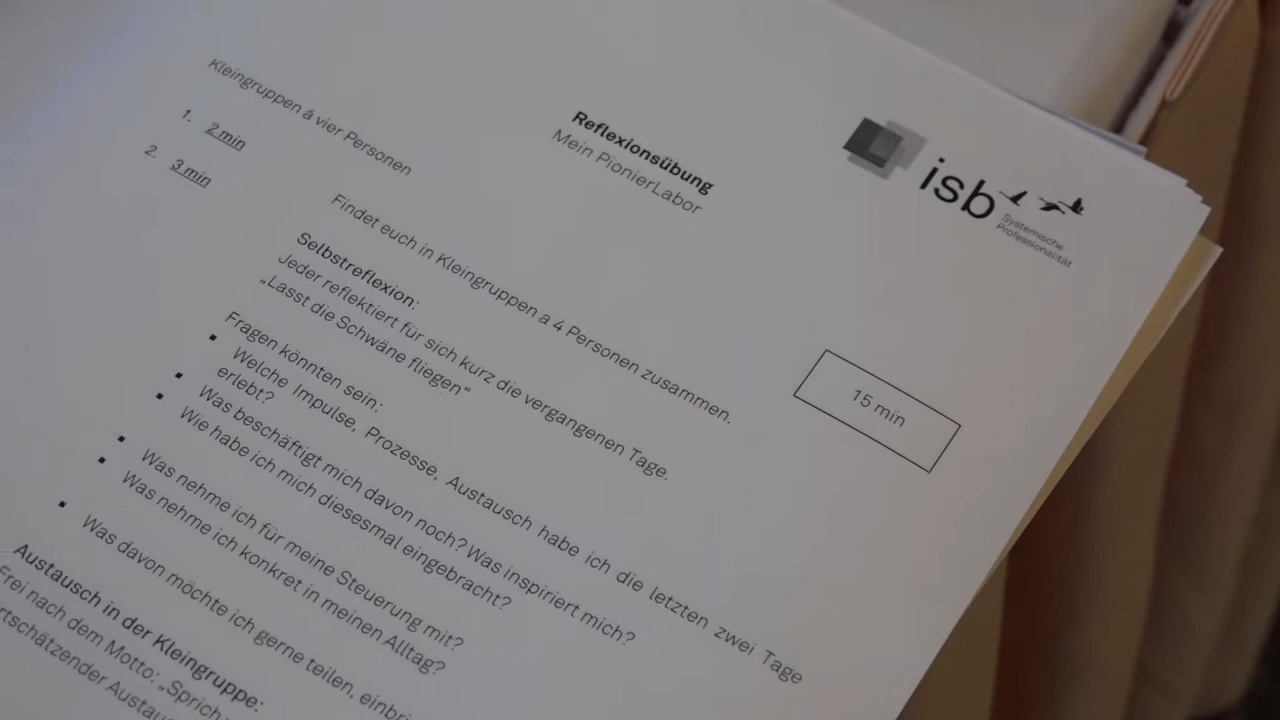 isb
Systemische
Professionalität
Reflexionsübung
Mein PionierLabor
Kleingruppen á vier Personen
15 min
1. 2 min
Findet euch in Kleingruppen a 4 Personen zusammen.
2. 3 min
Selbstreflexion:
Jeder reflektiert für sich kurz die vergangenen Tage.
„Lasst die Schwäne fliegen“
Fragen könnten sein:
▪ Welche Impulse, Prozesse, Austausch habe ich die letzten zwei Tage
erlebt?
▪ Was beschäftigt mich davon noch? Was inspiriert mich?
▪ Wie habe ich mich diesesmal eingebracht?
▪ Was nehme ich für meine Steuerung mit?
▪ Was nehme ich konkret in meinen Alltag?
▪ Was davon möchte ich gerne teilen,
Austausch in der Kleingruppe:
Frei nach dem Motto: „Sprich